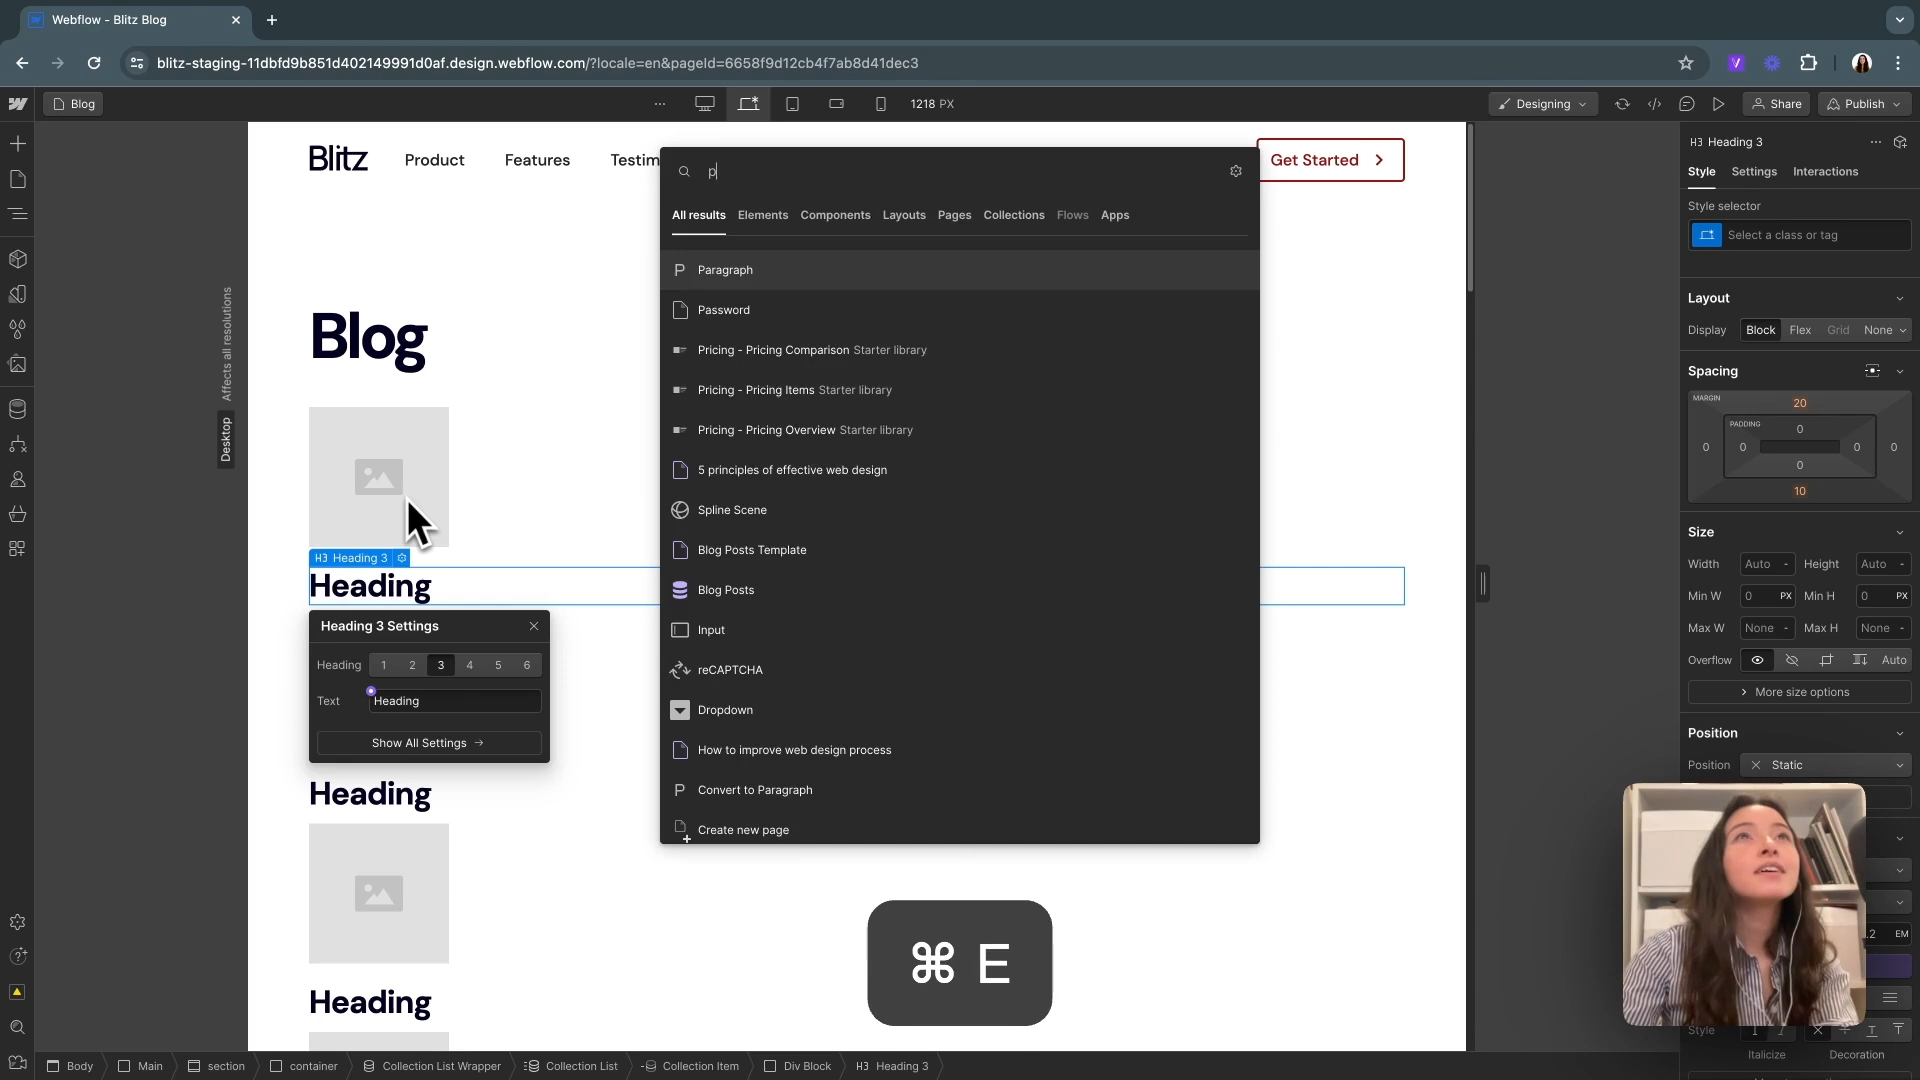 Webflow - Blitz Blog
blitz-staging-11dbfd9b851d402149991d0af.design.webflow.com/?locale=en&pageId=6658f9d12cb4f7ab8d41dec3
Blog
1218 PX
Designing
Share
Publish
Blitz
Product
Features
Testim
Get Started
p
All results
Elements
Components
Layouts
Pages
Collections
Flows
Apps
Paragraph
Password
Pricing - Pricing Comparison Starter library
Pricing - Pricing Items Starter library
Pricing - Pricing Overview Starter library
5 principles of effective web design
Spline Scene
Blog Posts Template
Blog Posts
Input
reCAPTCHA
Dropdown
How to improve web design process
Convert to Paragraph
Create new page
Affects all resolutions
Desktop
Blog
H3 Heading 3
Heading
Heading 3 Settings
Heading 1 2 3 4 5 6
Text Heading
Show All Settings
Heading
Heading
⌘ E
H3 Heading 3
Style
Settings
Interactions
Style selector
Select a class or tag
Layout
Display Block Flex Grid None
Spacing
MARGIN
20
PADDING
0
0 0 0 0
0
10
Size
Width Auto - Height Auto -
Min W 0 PX Min H 0 PX
Max W None - Max H None -
Overflow Auto
More size options
Position
Position Static
.2 EM
Style
Italicize Decoration
Body
Main
section
container
Collection List Wrapper
Collection List
Collection Item
Div Block
H3 Heading 3